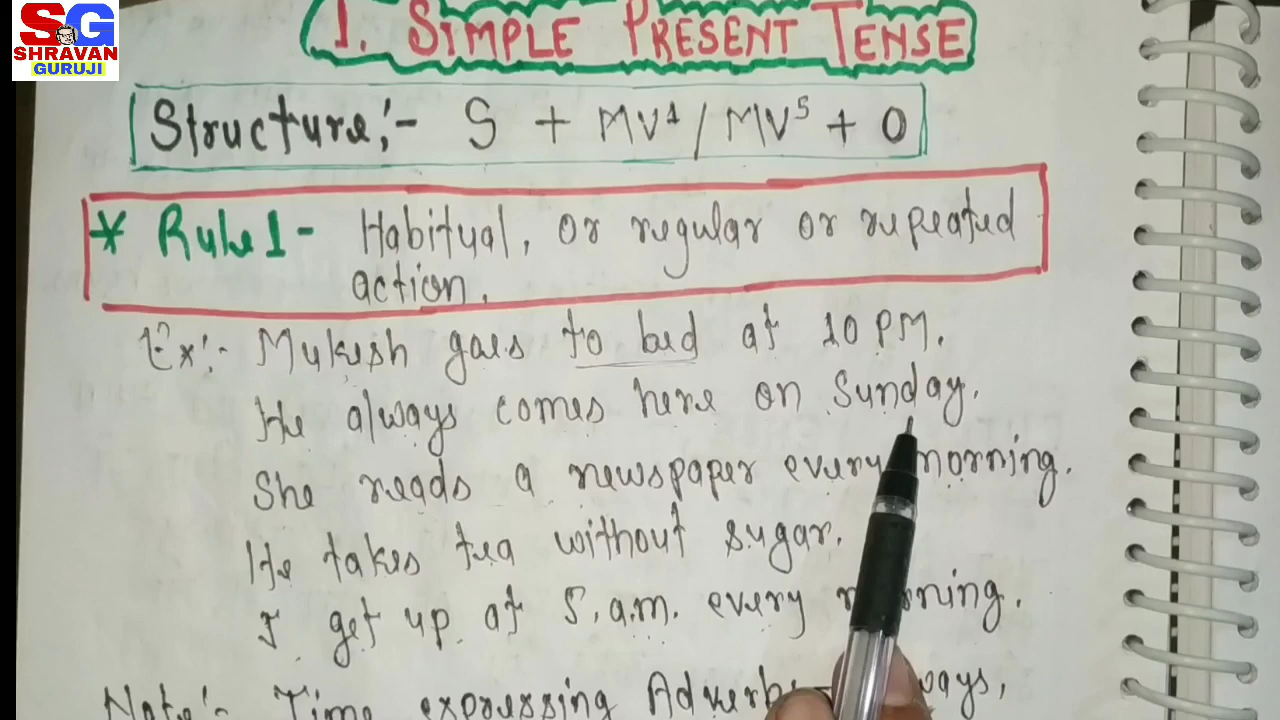 SG
SHRAVAN
GURUJI
1. SIMPLE PRESENT TENSE
Structure:- S + MV¹/MV⁵ + O
* Rule 1- Habitual, or regular or repeated
action.
Ex:- Mukesh goes to bed at 10 PM.
He always comes here on Sunday.
She reads a newspaper every morning.
He takes tea without sugar.
I get up at 5.a.m. every morning.
Note:- Time expressing Adverb